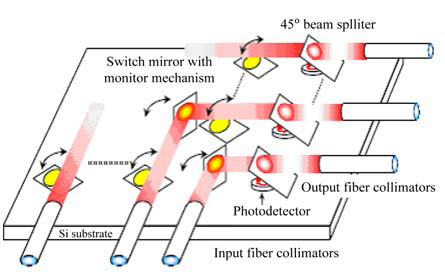 45° beam splliter
Switch mirror with
monitor mechanism
Output fiber collimators
Photodetector
Si substrate
Input fiber collimators